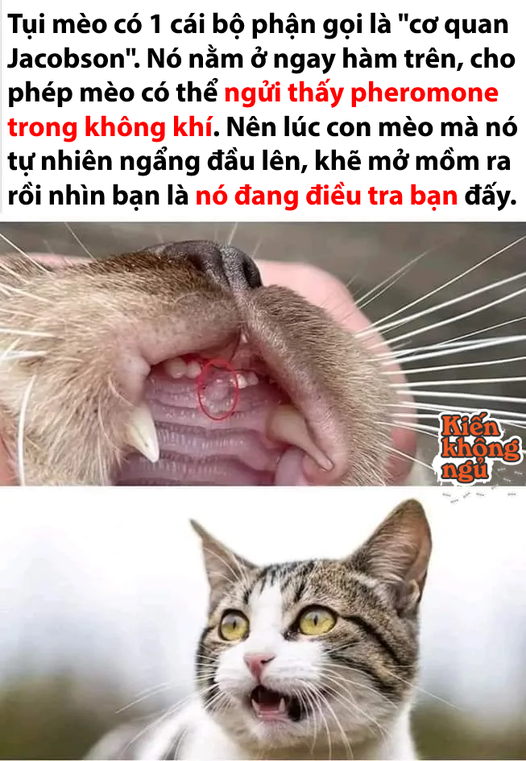 Tụi mèo có 1 cái bộ phận gọi là "cơ quan
Jacobson". Nó nằm ở ngay hàm trên, cho
phép mèo có thể ngửi thấy pheromone
trong không khí. Nên lúc con mèo mà nó
tự nhiên ngẩng đầu lên, khẽ mở mồm ra
rồi nhìn bạn là nó đang điều tra bạn đấy.
Kiến
không
ngủ